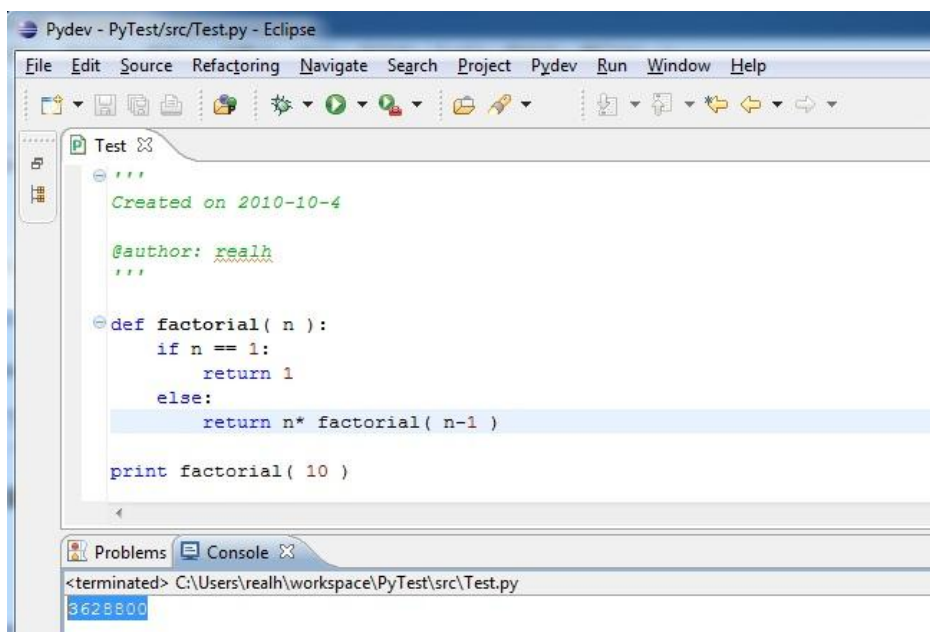 Pydev - PyTest/src/Test.py - Eclipse
File Edit Source Refactoring Navigate Search Project Pydev Run Window Help
Test
'''
Created on 2010-10-4
@author: realh
'''
def factorial( n ):
if n == 1:
return 1
else:
return n* factorial( n-1 )
print factorial( 10 )
Problems Console
<terminated> C:\Users\realh\workspace\PyTest\src\Test.py
3628800